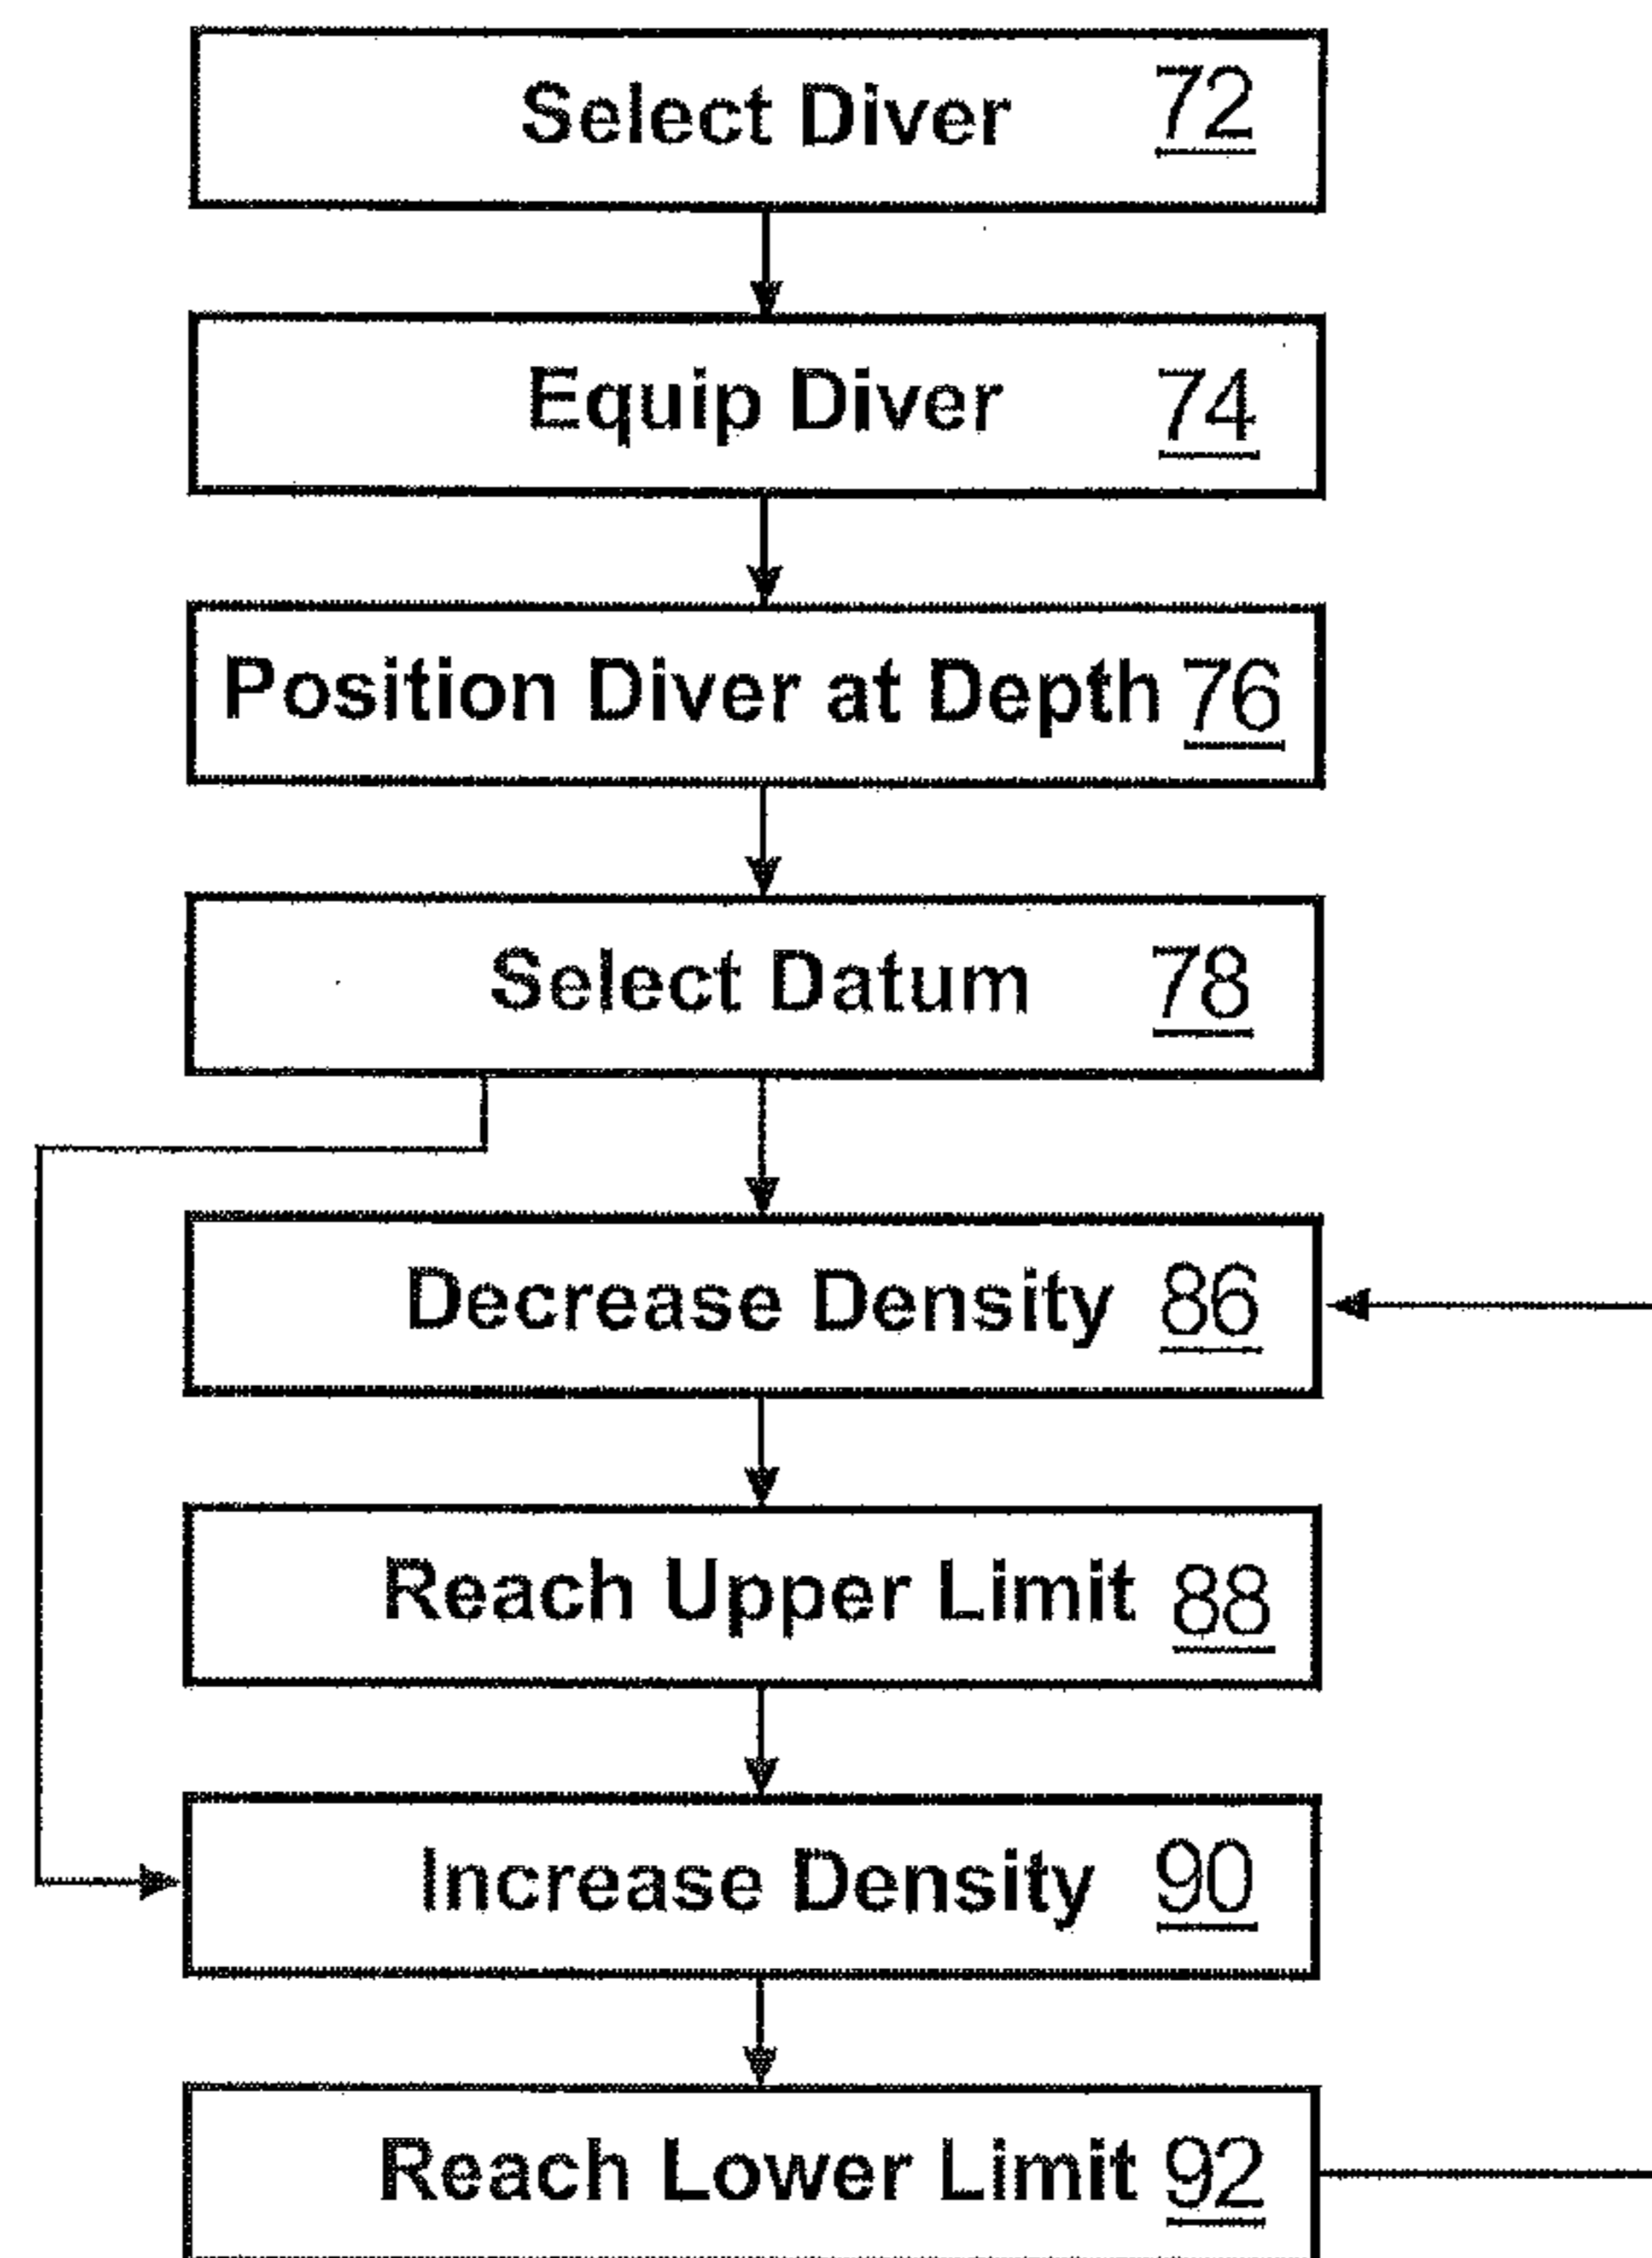 Select Diver 72
Equip Diver 74
Position Diver at Depth 76
Select Datum 78
Decrease Density 86
Reach Upper Limit 88
Increase Density 90
Reach Lower Limit 92